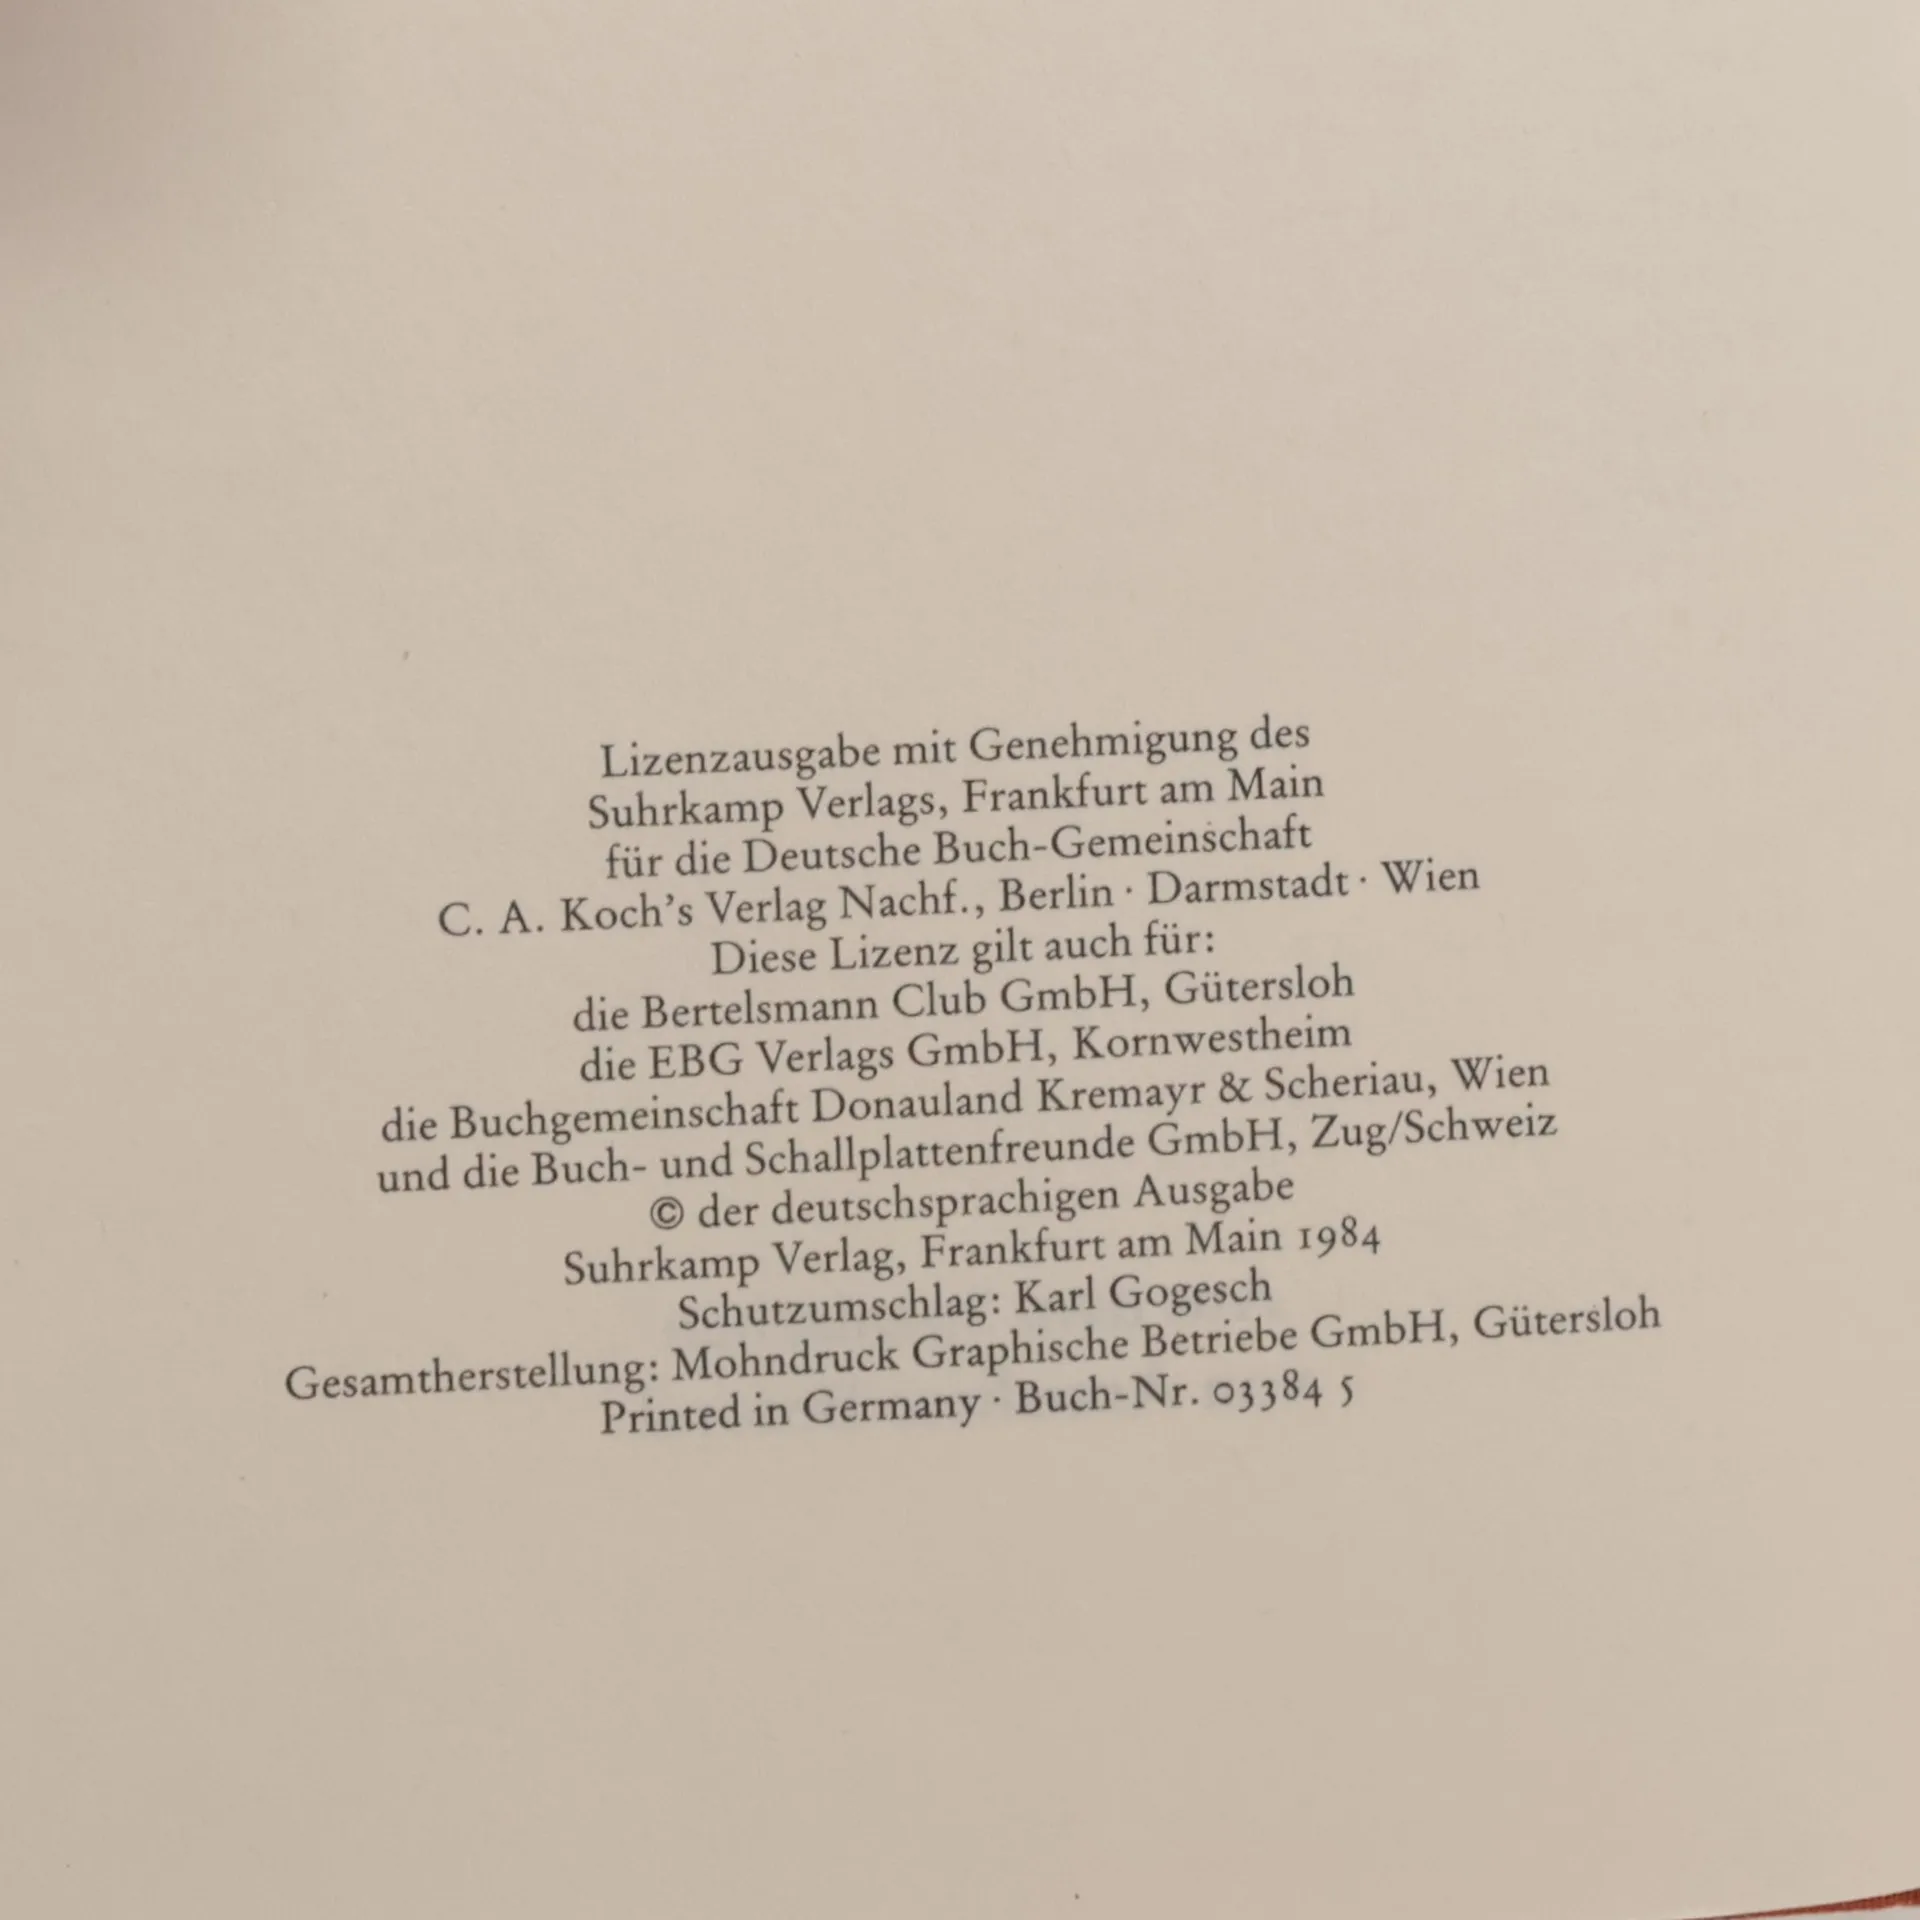 Lizenzausgabe mit Genehmigung des
Suhrkamp Verlags, Frankfurt am Main
für die Deutsche Buch-Gemeinschaft
C. A. Koch’s Verlag Nachf., Berlin · Darmstadt · Wien
Diese Lizenz gilt auch für:
die Bertelsmann Club GmbH, Gütersloh
die EBG Verlags GmbH, Kornwestheim
die Buchgemeinschaft Donauland Kremayr & Scheriau, Wien
und die Buch- und Schallplattenfreunde GmbH, Zug/Schweiz
© der deutschsprachigen Ausgabe
Suhrkamp Verlag, Frankfurt am Main 1984
Schutzumschlag: Karl Gogesch
Gesamtherstellung: Mohndruck Graphische Betriebe GmbH, Gütersloh
Printed in Germany · Buch-Nr. 03384 5